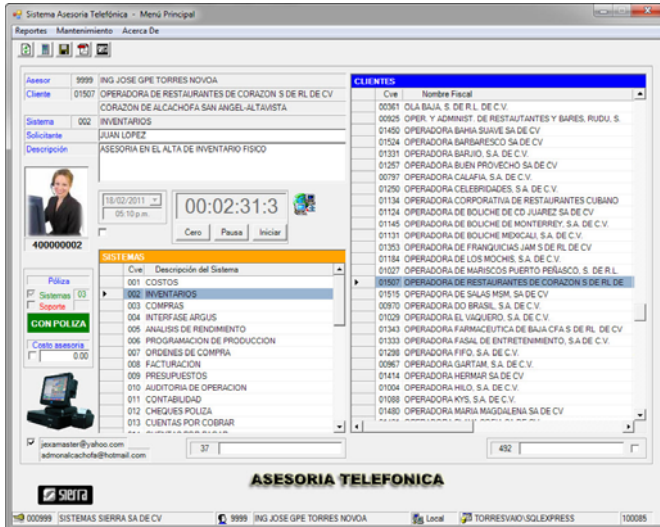 Sistema Asesoria Telefónica - Menú Principal
Reportes Mantenimiento Acerca De
Asesor 9999 ING JOSE GPE TORRES NOVOA
Cliente 01507 OPERADORA DE RESTAURANTES DE CORAZON S DE RL DE CV
CORAZON DE ALCACHOFA SAN ANGEL-ALTAVISTA
Sistema 002 INVENTARIOS
Solicitante JUAN LOPEZ
Descripción ASESORIA EN EL ALTA DE INVENTARIO FISICO
18/02/2011
05:10 p.m.
00:02:31:3
Cero Pausa Iniciar
400000002
Póliza
Sistemas 03
Soporte
CON POLIZA
Costo asesoria
0.00
SISTEMAS
Cve Descripción del Sistema
001 COSTOS
002 INVENTARIOS
003 COMPRAS
004 INTERFASE ARGUS
005 ANALISIS DE RENDIMIENTO
006 PROGRAMACION DE PRODUCCION
007 ORDENES DE COMPRA
008 FACTURACION
009 PRESUPUESTOS
010 AUDITORIA DE OPERACION
011 CONTABILIDAD
012 CHEQUES POLIZA
013 CUENTAS POR COBRAR
CLIENTES
Cve Nombre Fiscal
00361 OLA BAJA, S. DE R.L. DE C.V.
00925 OPER. Y ADMINIST. DE RESTAUTANTES Y BARES, RUDU, S.
01450 OPERADORA BAHIA SUAVE SA DE CV
01524 OPERADORA BARBARESCO SA DE CV
01331 OPERADORA BARJIO, S.A. DE C.V.
01257 OPERADORA BUEN PROVECHO SA DE CV
00797 OPERADORA CALAFIA, S.A. DE C.V.
01250 OPERADORA CELEBRIDADES, S.A. DE C.V.
01134 OPERADORA CORPORATIVA DE RESTAURANTES CUBANO
01124 OPERADORA DE BOLICHE DE CD JUAREZ SA DE CV
01145 OPERADORA DE BOLICHE DE MONTERREY, S.A. DE C.V.
01131 OPERADORA DE BOLICHE MEXICALI, S.A. DE C.V.
01353 OPERADORA DE FRANQUICIAS JAM S DE RL DE CV
01184 OPERADORA DE LOS MOCHIS, S.A. DE C.V.
01027 OPERADORA DE MARISCOS PUERTO PEÑASCO, S. DE R.L.
01507 OPERADORA DE RESTAURANTES DE CORAZON S DE RL DE
01515 OPERADORA DE SALAS MSM, SA DE CV
00970 OPERADORA DO BRASIL, S.A. DE C.V.
01029 OPERADORA EL VAQUERO, S.A. DE C.V.
01343 OPERADORA FARMACEUTICA DE BAJA CFA S DE RL DE CV
01333 OPERADORA FASAL DE ENTRETENIMIENTO, S.A DE C.V.
01298 OPERADORA FIFO, S.A. DE C.V.
00967 OPERADORA GARTAM, S.A. DE C.V.
01414 OPERADORA HERMAR SA DE CV
01004 OPERADORA HILO, S.A. DE C.V.
01088 OPERADORA KYS, S.A. DE C.V.
01480 OPERADORA MARIA MAGDALENA SA DE CV
jexamaster@yahoo.com
admonalcachofa@hotmail.com
37
492
ASESORIA TELEFONICA
SIERRA
000999 SISTEMAS SIERRA SA DE CV 9999 ING JOSE GPE TORRES NOVOA Local TORRESVAIO\SQLEXPRESS 100085